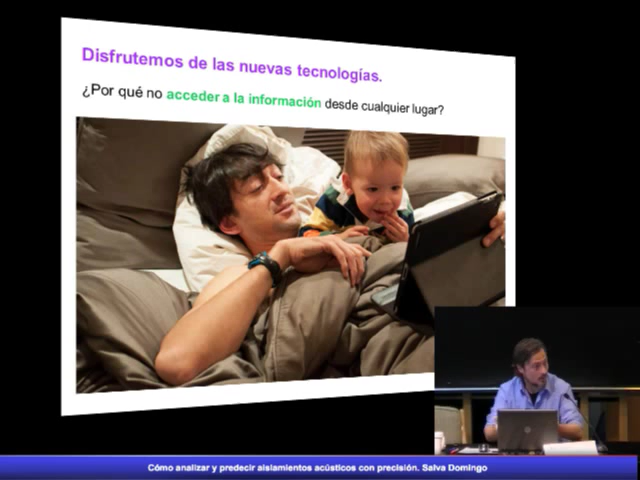 Disfrutemos de las nuevas tecnologías.
¿Por qué no acceder a la información desde cualquier lugar?
Cómo analizar y predecir aislamientos acústicos con precisión. Salva Domingo